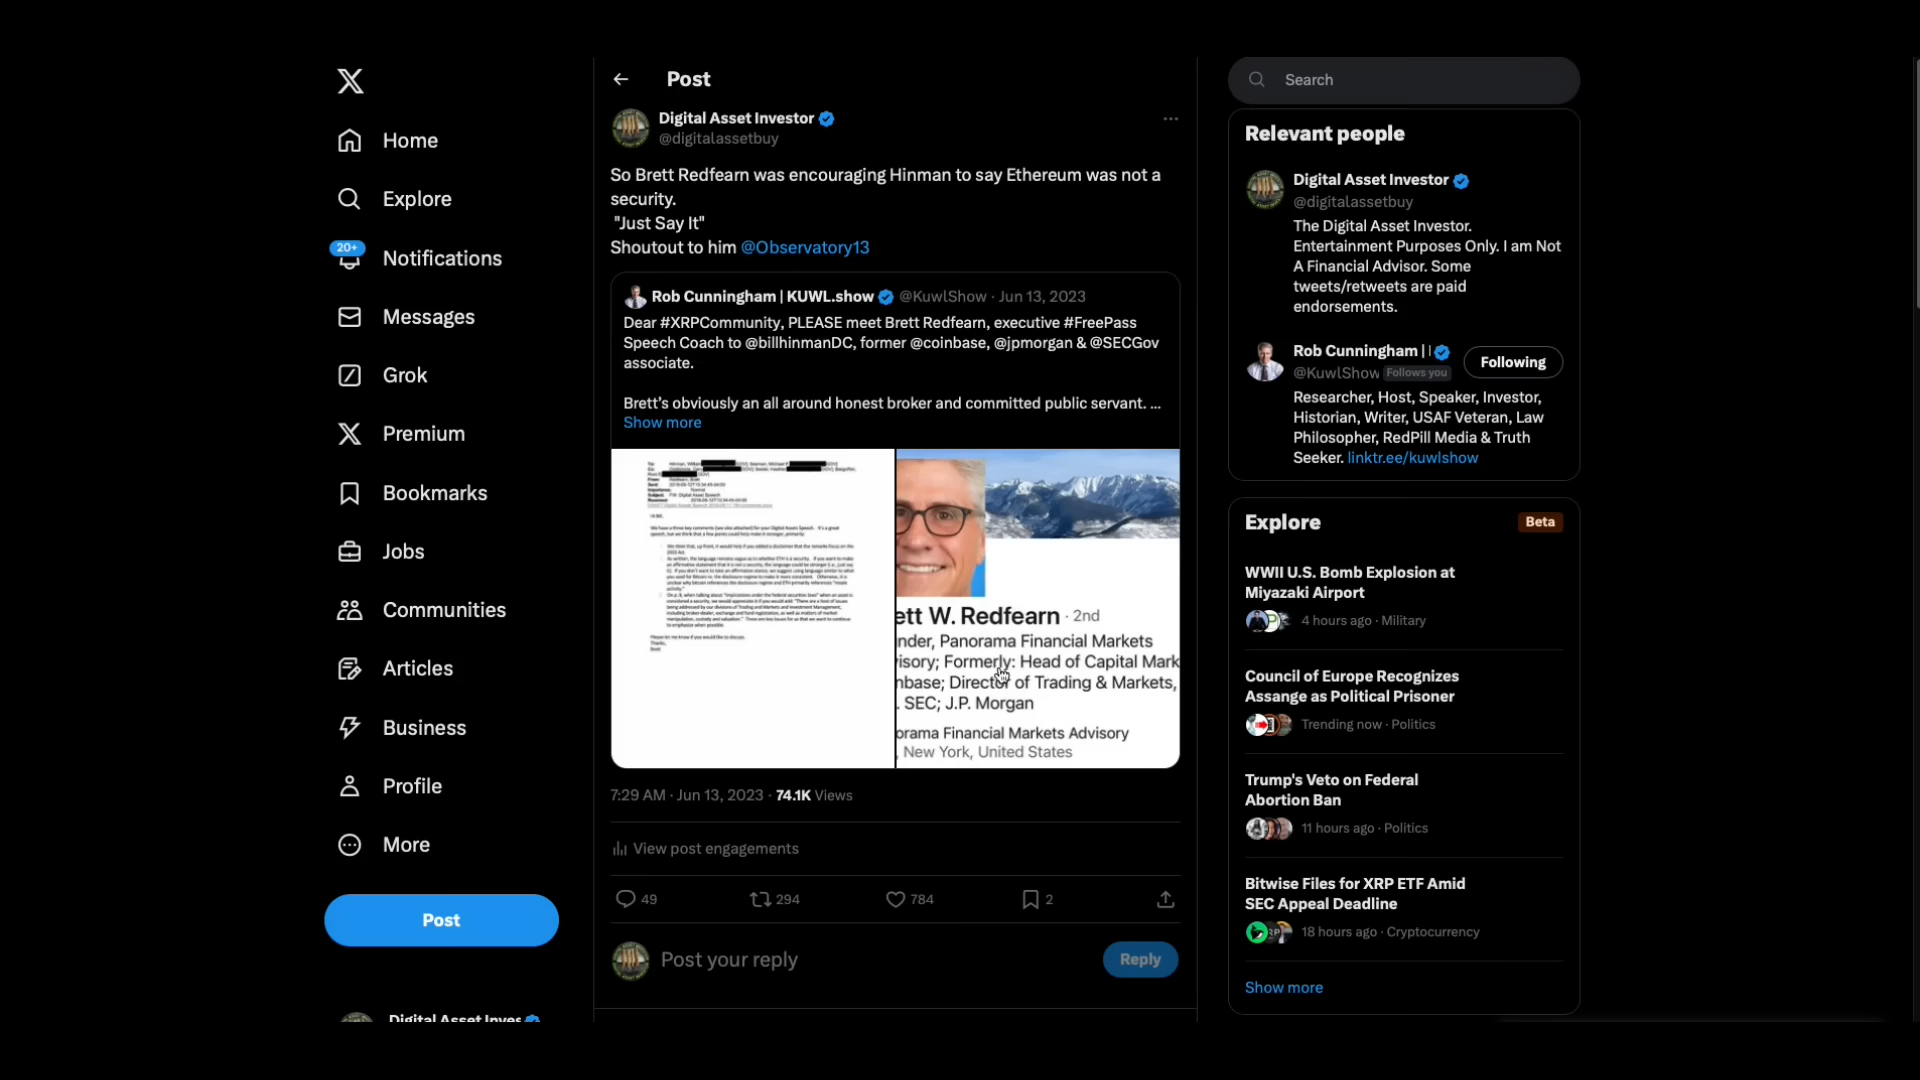 Home
Explore
20+
Notifications
Messages
Grok
Premium
Bookmarks
Jobs
Communities
Articles
Business
Profile
More
Post
Digital Asset Inves
Post
Digital Asset Investor
@digitalassetbuy
So Brett Redfearn was encouraging Hinman to say Ethereum was not a
security.
"Just Say It"
Shoutout to him @Observatory13
Rob Cunningham | KUWL.show @KuwlShow · Jun 13, 2023
Dear #XRPCommunity, PLEASE meet Brett Redfearn, executive #FreePass
Speech Coach to @billhinmanDC, former @coinbase, @jpmorgan & @SECGov
associate.
Brett's obviously an all around honest broker and committed public servant. ...
Show more
ett W. Redfearn · 2nd
nder, Panorama Financial Markets
isory; Formerly: Head of Capital Mark
nbase; Director of Trading & Markets,
. SEC; J.P. Morgan
orama Financial Markets Advisory
, New York, United States
7:29 AM · Jun 13, 2023 · 74.1K Views
View post engagements
49 294 784 2
Post your reply
Reply
Search
Relevant people
Digital Asset Investor
@digitalassetbuy
The Digital Asset Investor.
Entertainment Purposes Only. I am Not
A Financial Advisor. Some
tweets/retweets are paid
endorsements.
Rob Cunningham |
@KuwlShow Follows you
Following
Researcher, Host, Speaker, Investor,
Historian, Writer, USAF Veteran, Law
Philosopher, RedPill Media & Truth
Seeker. linktr.ee/kuwlshow
Explore
Beta
WWII U.S. Bomb Explosion at
Miyazaki Airport
4 hours ago · Military
Council of Europe Recognizes
Assange as Political Prisoner
Trending now · Politics
Trump's Veto on Federal
Abortion Ban
11 hours ago · Politics
Bitwise Files for XRP ETF Amid
SEC Appeal Deadline
18 hours ago · Cryptocurrency
Show more